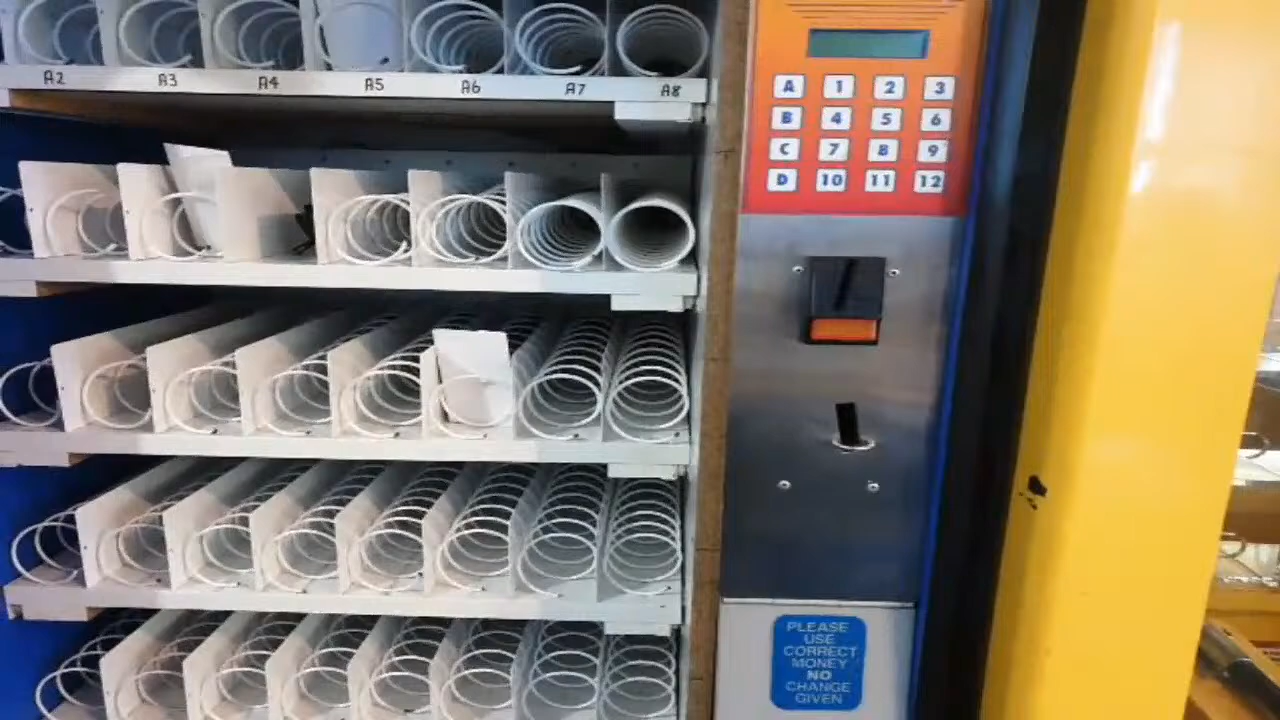 A2 A3 A4 A5 A6 A7 A8
A 1 2 3
B 4 5 6
C 7 8 9
D 10 11 12
PLEASE
USE
CORRECT
MONEY
NO
CHANGE
GIVEN